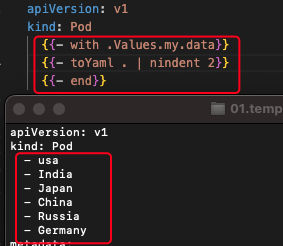 apiVersion: v1
kind: Pod
{{- with .Values.my.data}}
{{- toYaml . | nindent 2}}
{{- end}}
01.temp
apiVersion: v1
kind: Pod
- usa
- India
- Japan
- China
- Russia
- Germany
metadata: